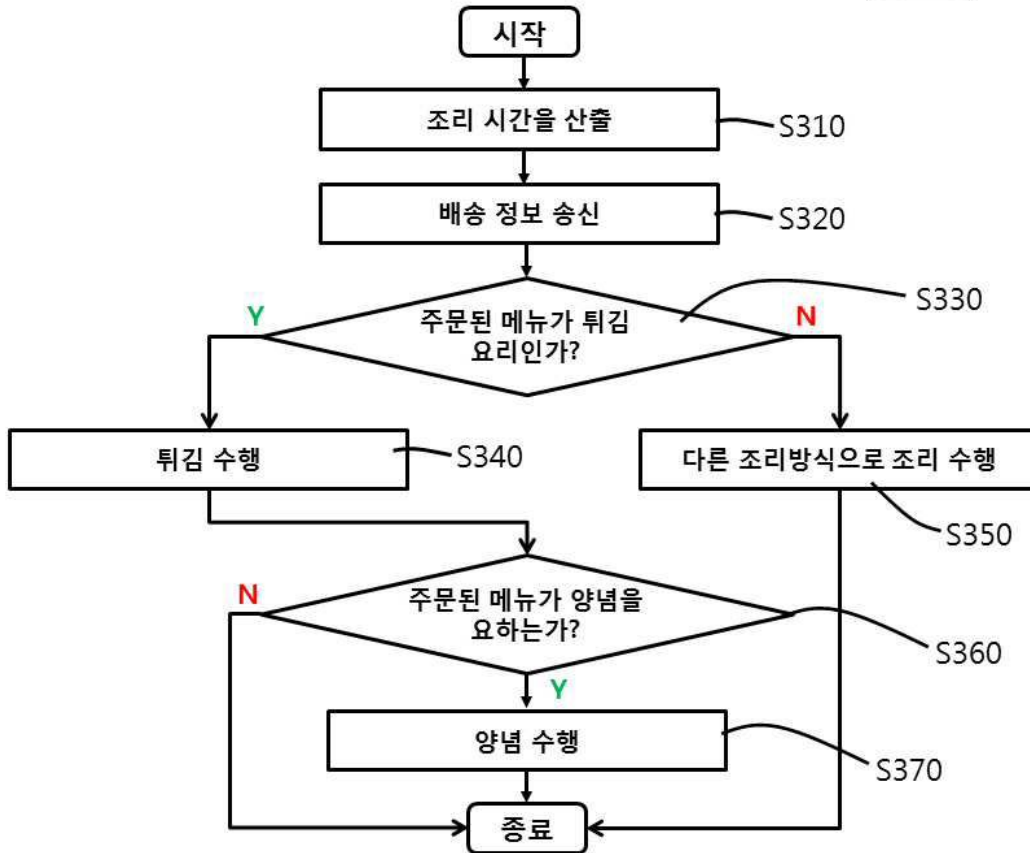 시작
조리 시간을 산출
S310
배송 정보 송신
S320
S330
Y
주문된 메뉴가 튀김
요리인가?
N
튀김 수행
S340
다른 조리방식으로 조리 수행
S350
N
주문된 메뉴가 양념을
요하는가?
S360
Y
양념 수행
S370
종료